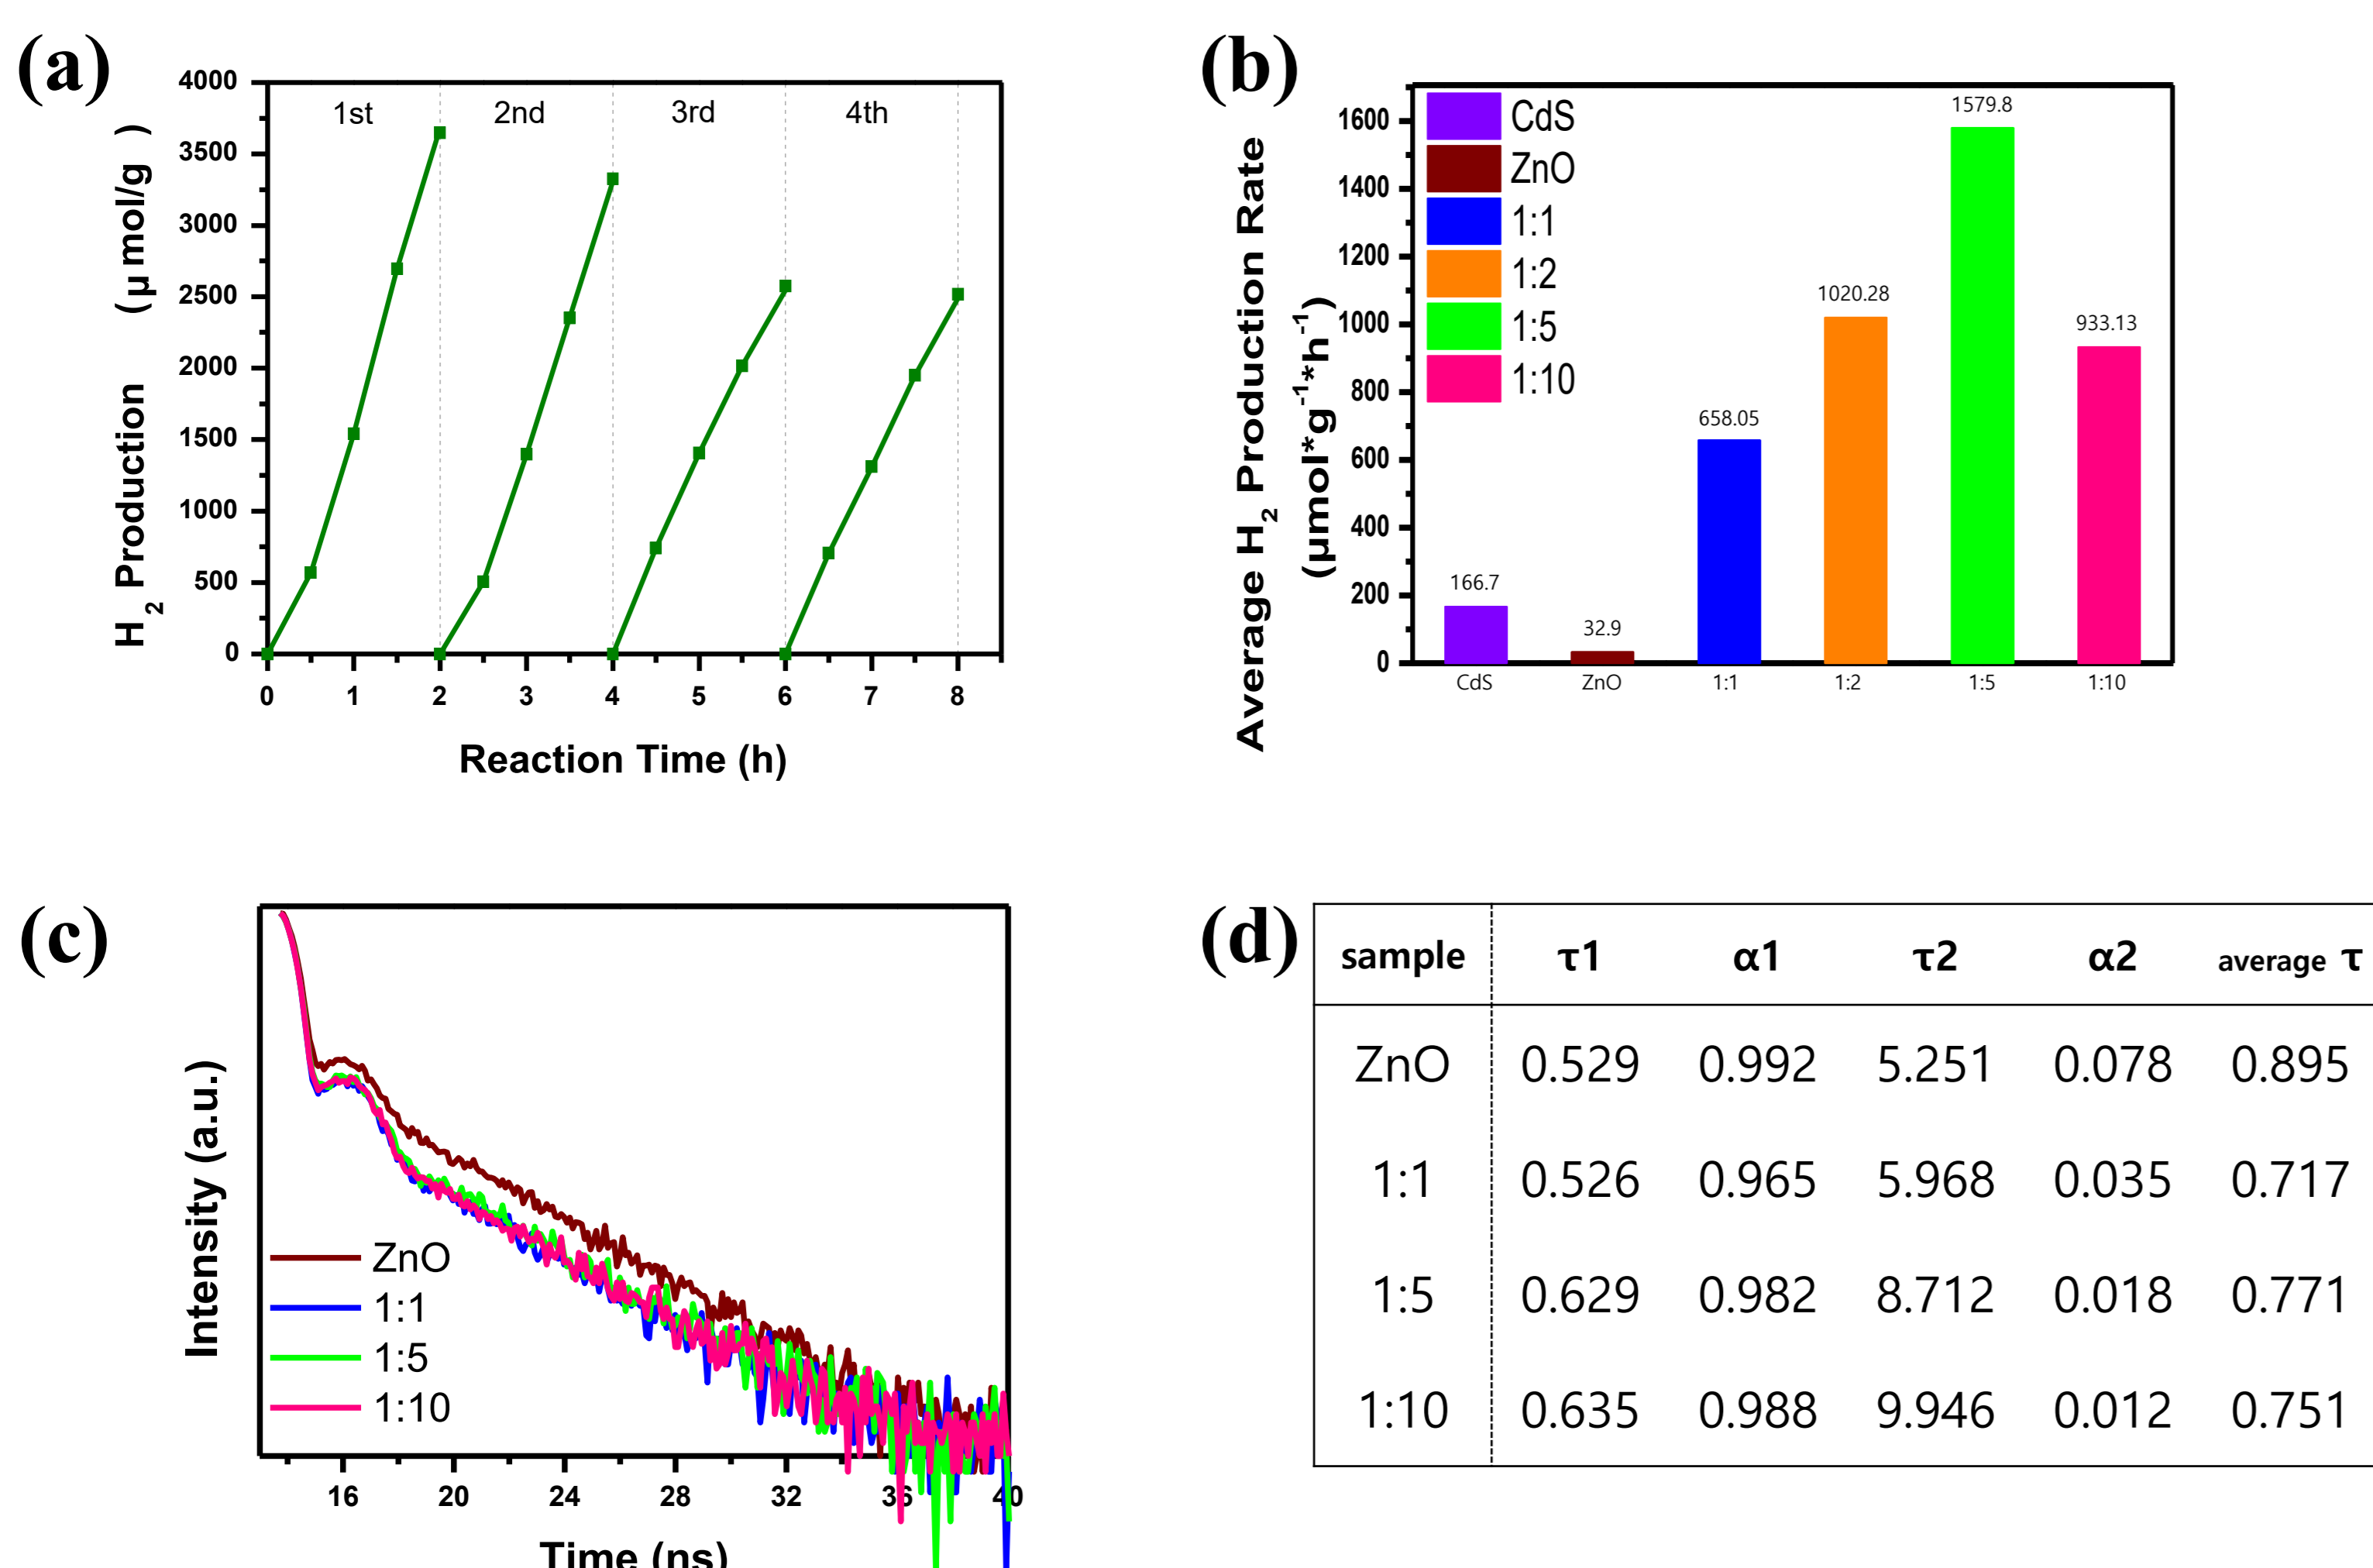 (a)
4000
3500
3000
2500
2000
1500
1000
500
0
H2 Production (μ mol/g )
1st 2nd 3rd 4th
0 1 2 3 4 5 6 7 8
Reaction Time (h)
(b)
Average H2 Production Rate
(μmol*g-1*h-1)
1600
1400
1200
1000
800
600
400
200
0
CdS
ZnO
1:1
1:2
1:5
1:10
166.7
32.9
658.05
1020.28
1579.8
933.13
CdS ZnO 1:1 1:2 1:5 1:10
(c)
Intensity (a.u.)
ZnO
1:1
1:5
1:10
16 20 24 28 32 36 40
Time (ns)
(d)
sample τ1 α1 τ2 α2 average τ
ZnO 0.529 0.992 5.251 0.078 0.895
1:1 0.526 0.965 5.968 0.035 0.717
1:5 0.629 0.982 8.712 0.018 0.771
1:10 0.635 0.988 9.946 0.012 0.751